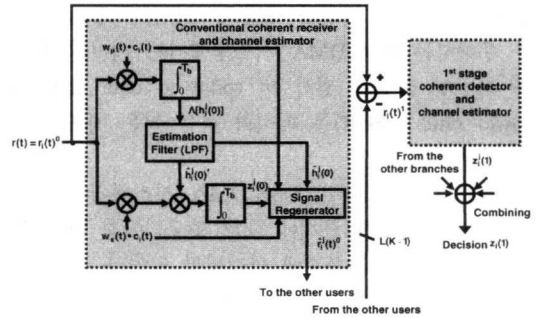 Conventional coherent receiver
and channel estimator
w_p(t) • c_i(t)
∫_0^{T_b}
Λ[h_i^j(0)]
Estimation
Filter (LPF)
r(t) = r_i(t)^0
ĥ_i^j(0)'
ĥ_i^j(0)
∫_0^{T_b}
z_i^j(0)
Signal
Regenerator
w_s(t) • c_i(t)
r̂_i^j(t)^0
To the other users
+
−
r_i(t)^1
1st stage
coherent detector
and
channel estimator
From the
other branches
z_i^j(1)
Combining
L(K - 1)
Decision z_i(1)
From the other users